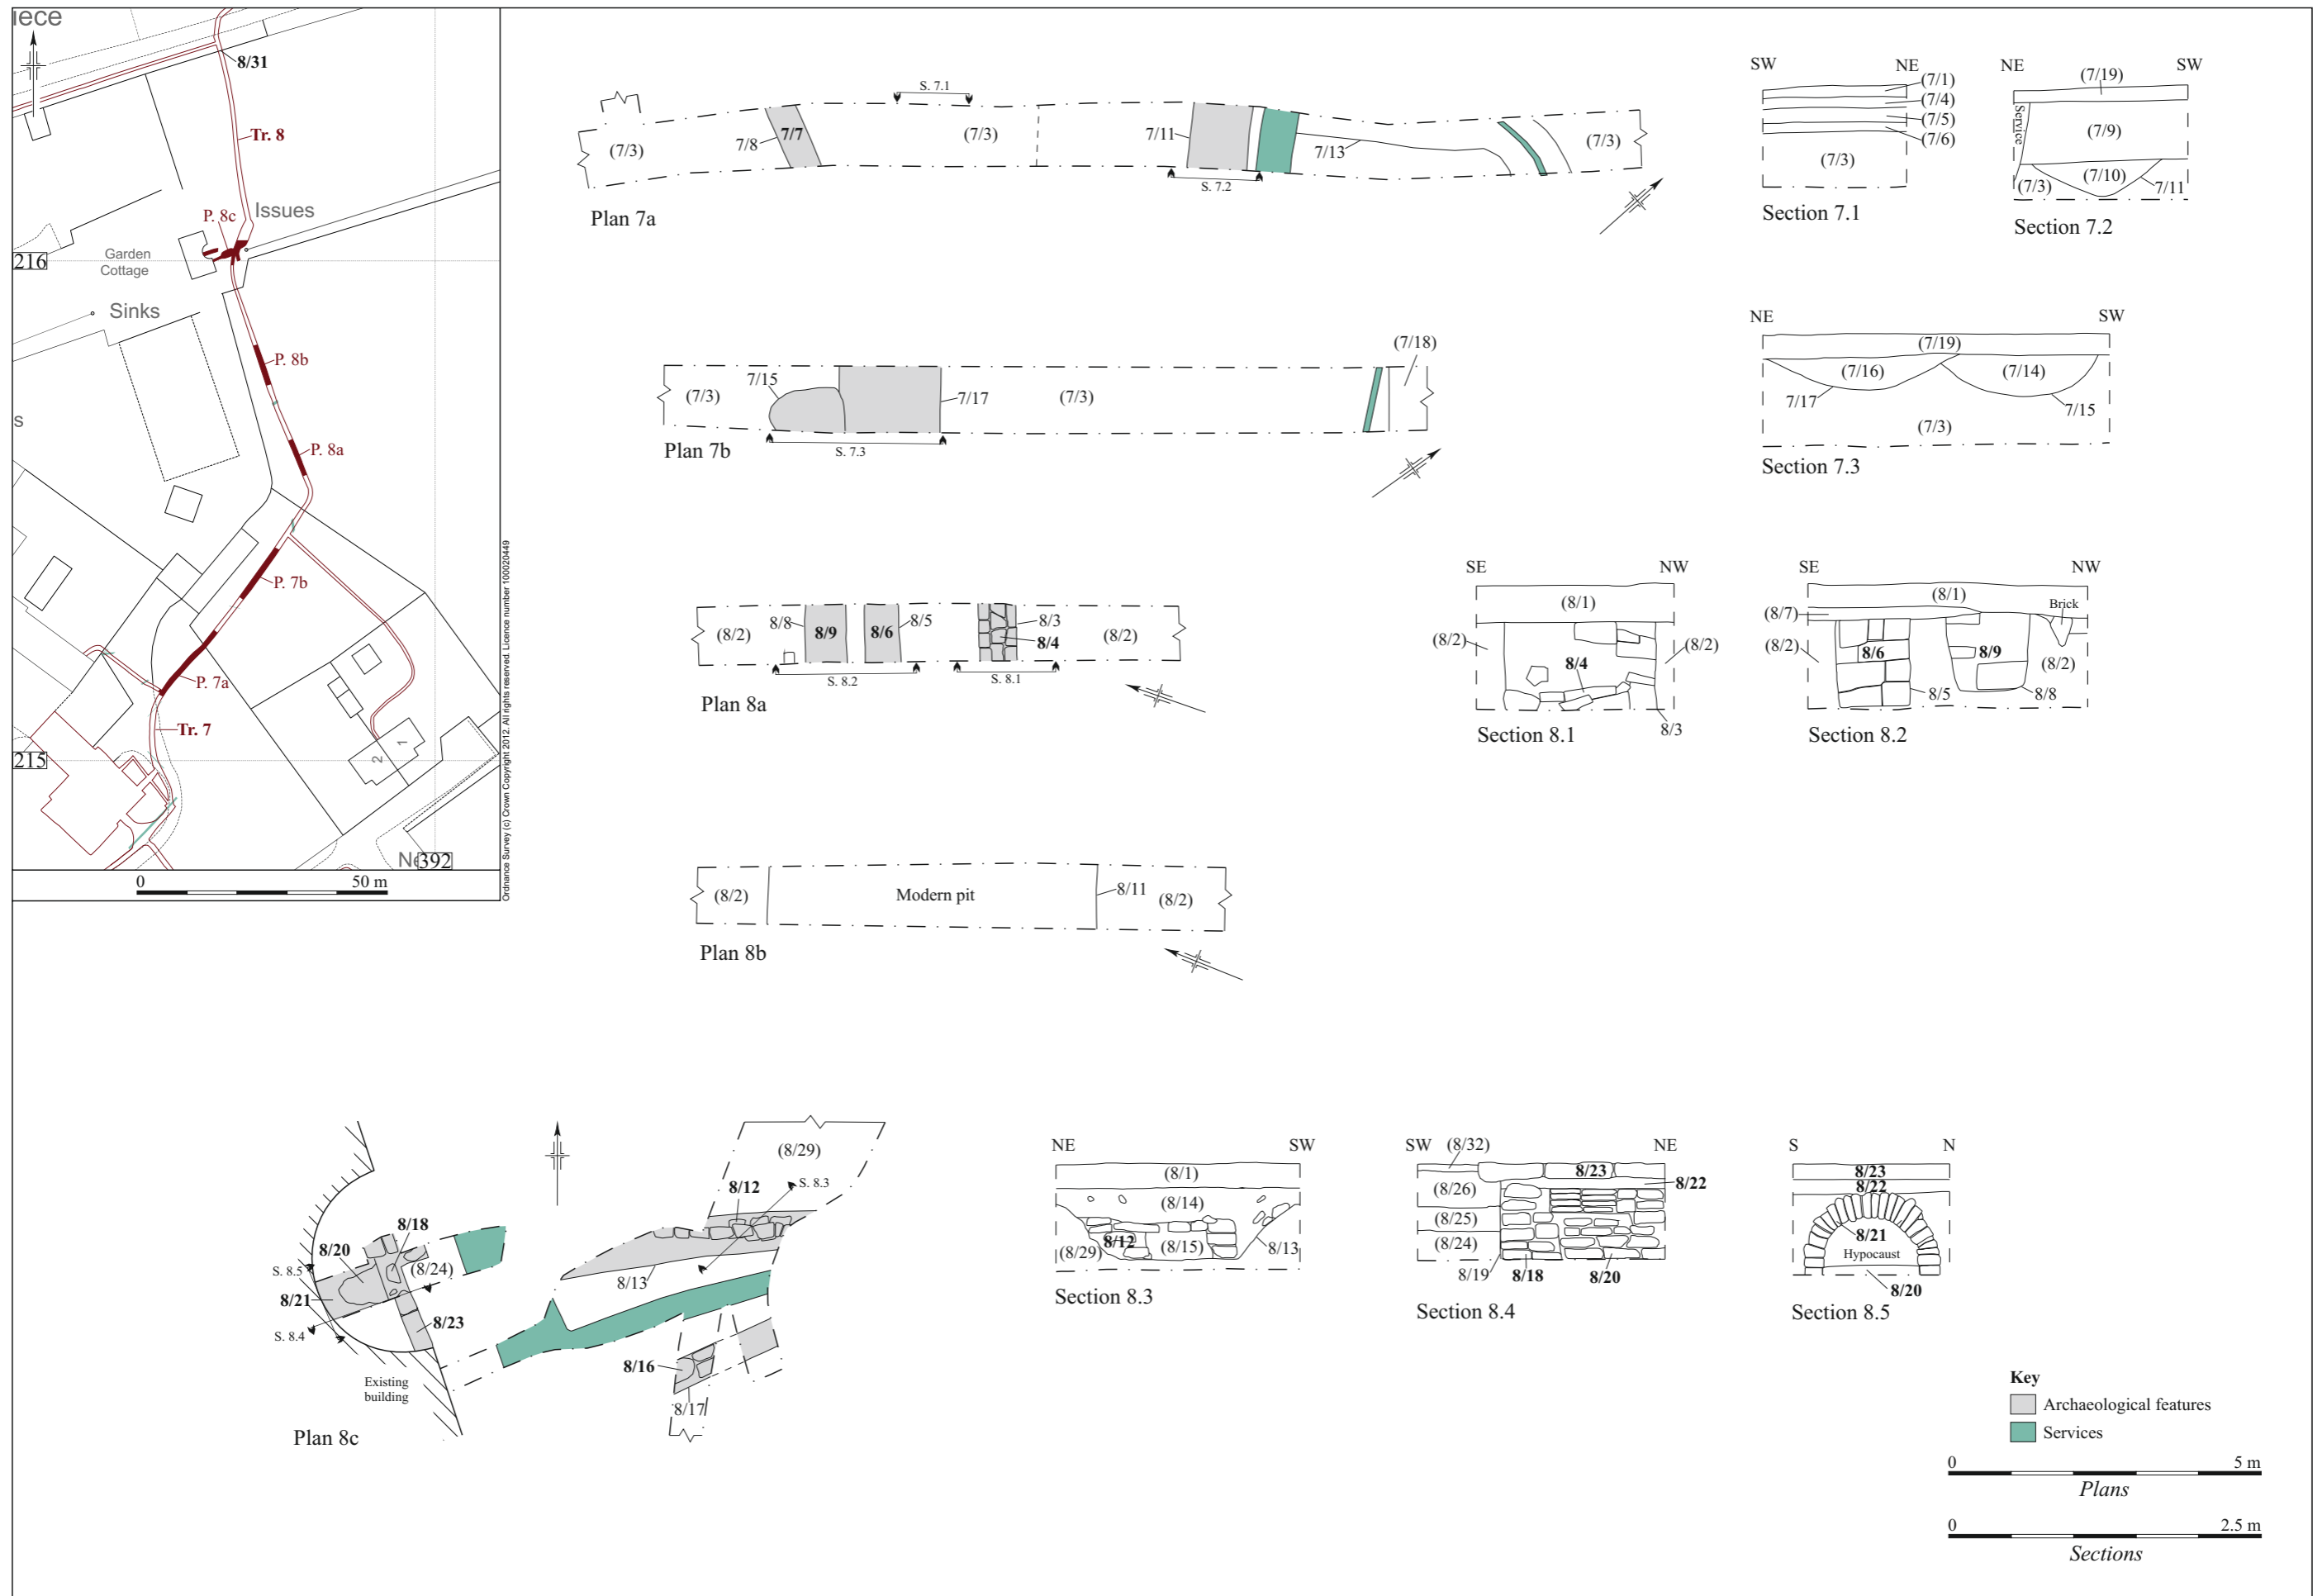 iece
8/31
Tr. 8
P. 8c
Issues
216
Garden
Cottage
Sinks
P. 8b
s
P. 8a
P. 7b
P. 7a
Tr. 7
215
1
2
392
0 50 m
Ordnance Survey (c) Crown Copyright 2012. All rights reserved. Licence number 100020449
S. 7.1
(7/3)
7/8
7/7
(7/3)
7/11
7/13
(7/3)
S. 7.2
Plan 7a
SW NE
(7/1)
(7/4)
(7/5)
(7/6)
(7/3)
Section 7.1
NE SW
(7/19)
Service
(7/9)
(7/3)
(7/10)
7/11
Section 7.2
(7/3)
7/15
7/17
(7/3)
(7/18)
S. 7.3
Plan 7b
NE SW
(7/19)
(7/16)
(7/14)
7/17
7/15
(7/3)
Section 7.3
(8/2)
8/8
8/9
8/6
8/5
8/3
8/4
(8/2)
S. 8.2
S. 8.1
Plan 8a
SE NW
(8/1)
(8/2)
8/4
(8/2)
8/3
Section 8.1
SE NW
(8/1)
(8/7)
Brick
(8/2)
8/6
8/9
(8/2)
8/5
8/8
Section 8.2
(8/2)
Modern pit
8/11
(8/2)
Plan 8b
(8/29)
8/12
S. 8.3
8/18
8/20
(8/24)
S. 8.5
8/21
8/13
8/23
S. 8.4
8/16
Existing
building
8/17
Plan 8c
NE SW
(8/1)
(8/14)
(8/29)
8/12
(8/15)
8/13
Section 8.3
SW NE
(8/32)
8/23
8/22
(8/26)
(8/25)
(8/24)
8/19
8/18
8/20
Section 8.4
S N
8/23
8/22
8/21
Hypocaust
8/20
Section 8.5
Key
Archaeological features
Services
0 5 m
Plans
0 2.5 m
Sections